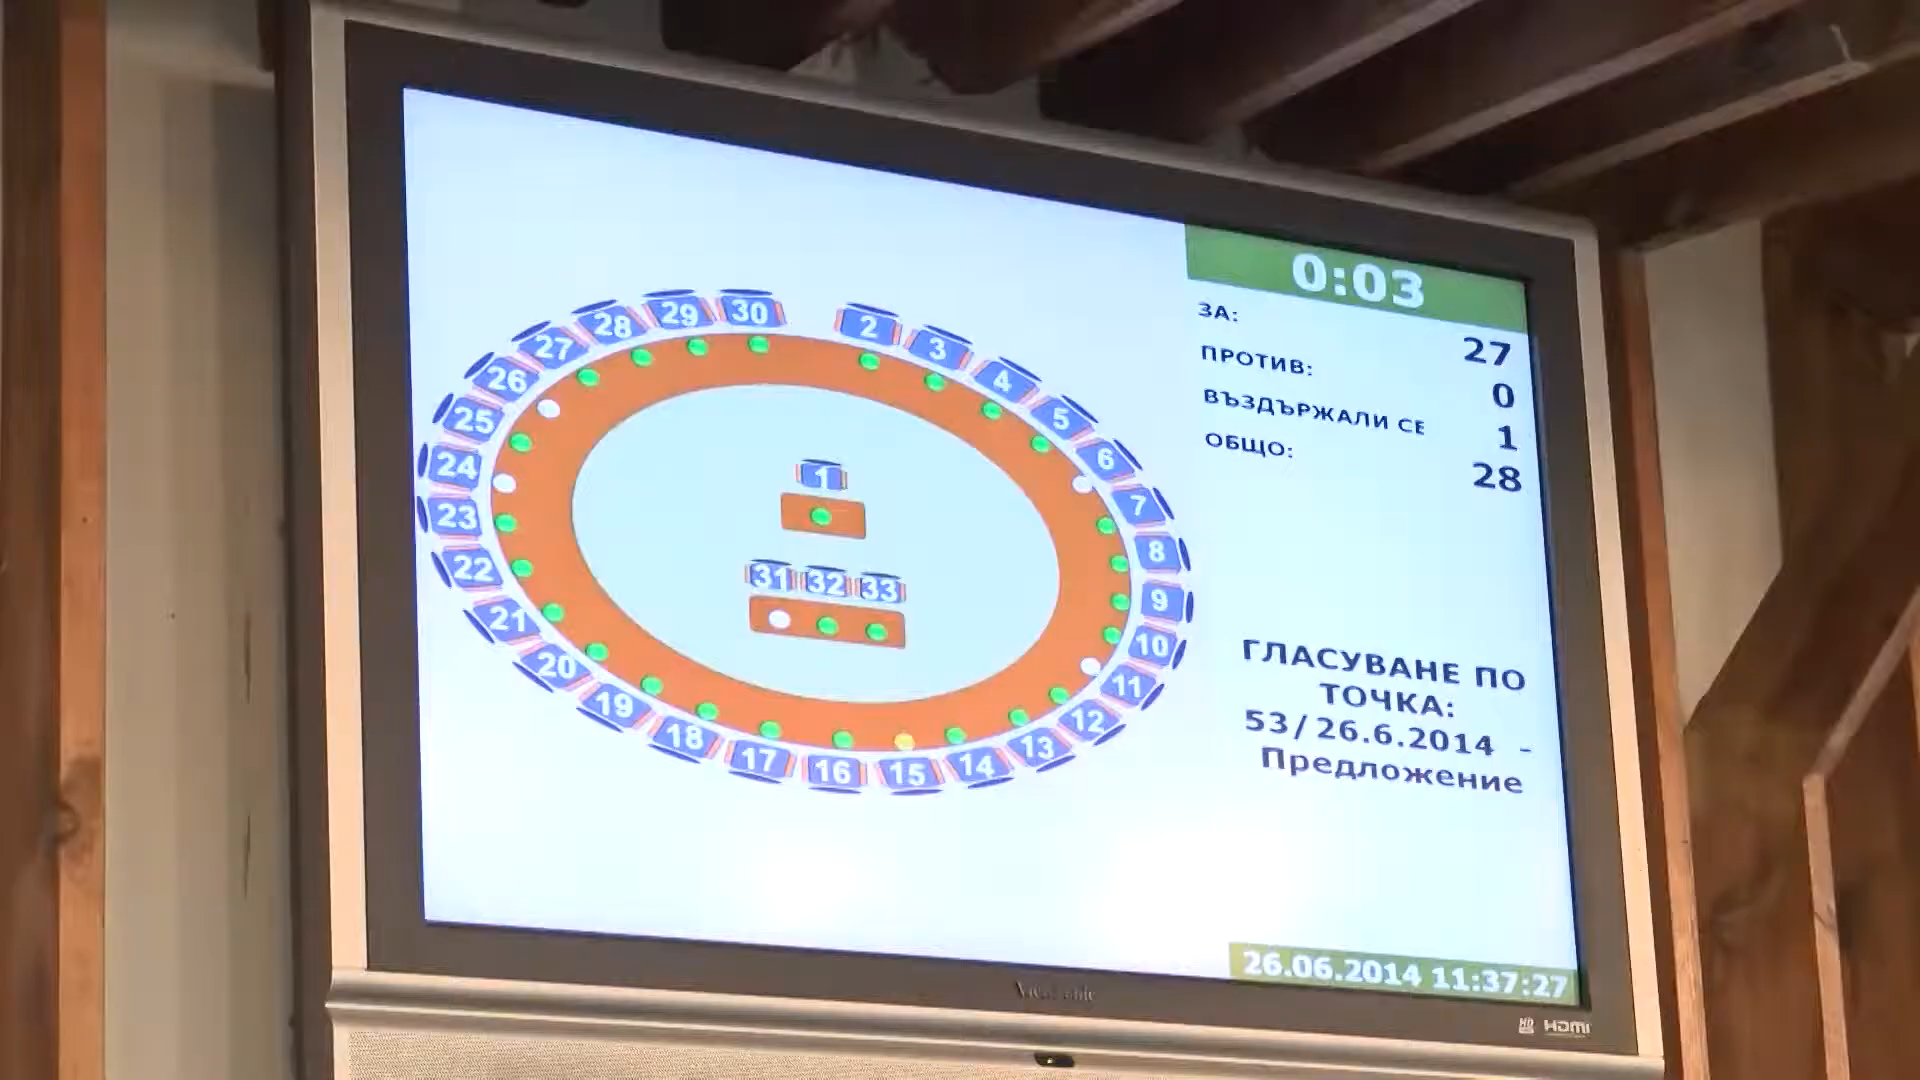 0:03
ЗА: 27
ПРОТИВ: 0
ВЪЗДЪРЖАЛИ СЕ 1
ОБЩО: 28
30 2
29 3
28 4
27 5
26 6
25 7
24 8
23 9
22 10
21 11
20 12
19 13
18 14
17 16 15
1
31 32 33
ГЛАСУВАНЕ ПО
ТОЧКА:
53/26.6.2014 -
Предложение
26.06.2014 11:37:27
ViewSonic
HD HDMI